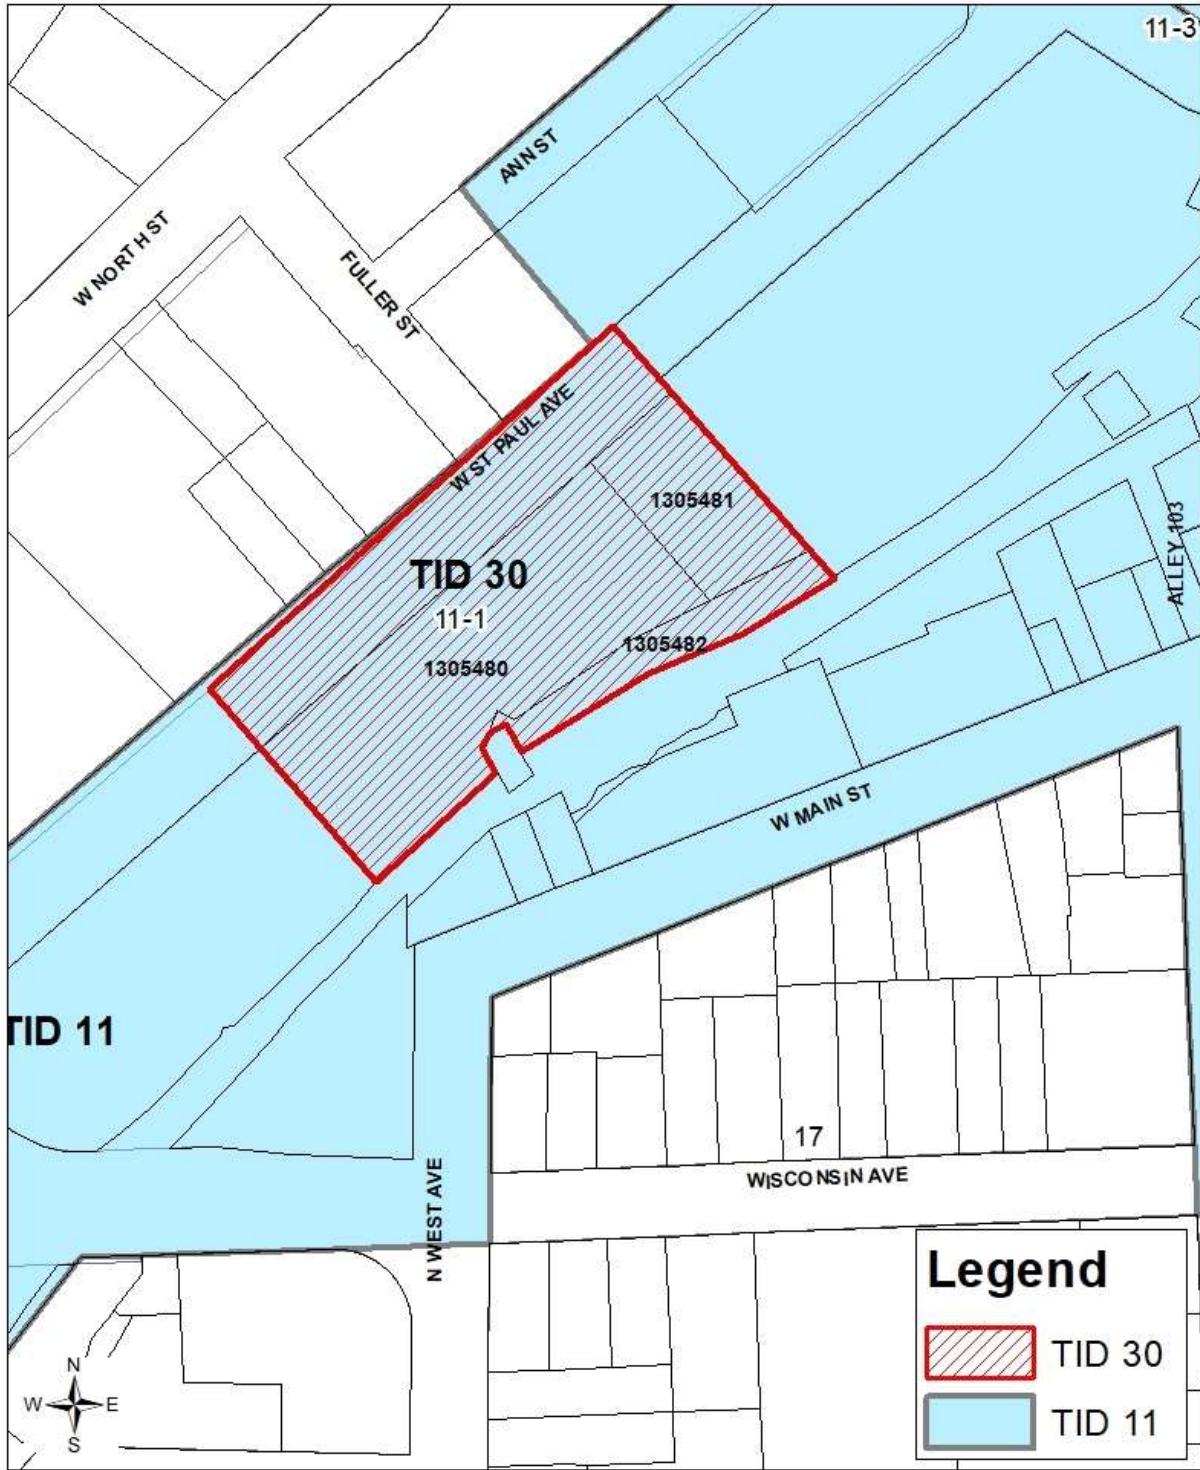 11-3
ANN ST
W NORTH ST
FULLER ST
W ST PAUL AVE
1305481
ALLEY 103
TID 30
11-1
1305482
1305480
W MAIN ST
TID 11
17
WISCONSIN AVE
N WEST AVE
Legend
TID 30
TID 11
N
W E
S